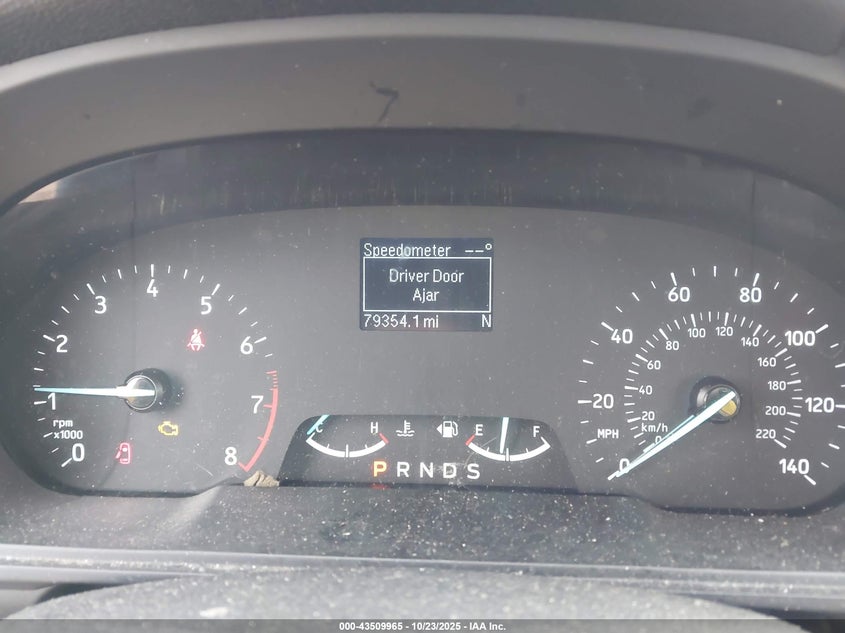 Speedometer --°
Driver Door
Ajar
79354.1 mi N
0 1 2 3 4 5 6 7 8
rpm
x1000
C H E F
P R N D S
0 20 40 60 80 100 120 140
MPH
0 20 40 60 80 100 120 140 160 180 200 220
km/h
000-43509965 - 10/23/2025 - IAA Inc.